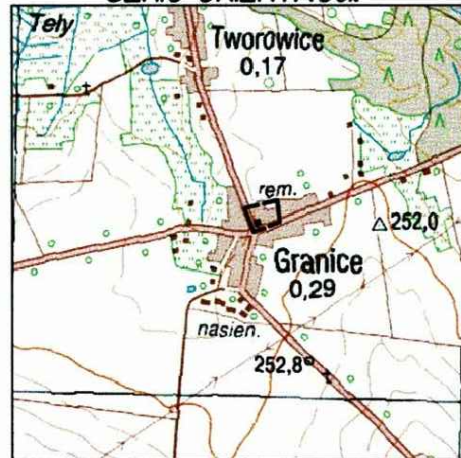 Tely
Tworowice
0,17
rem.
252,0
Granice
0,29
nasien.
252,8